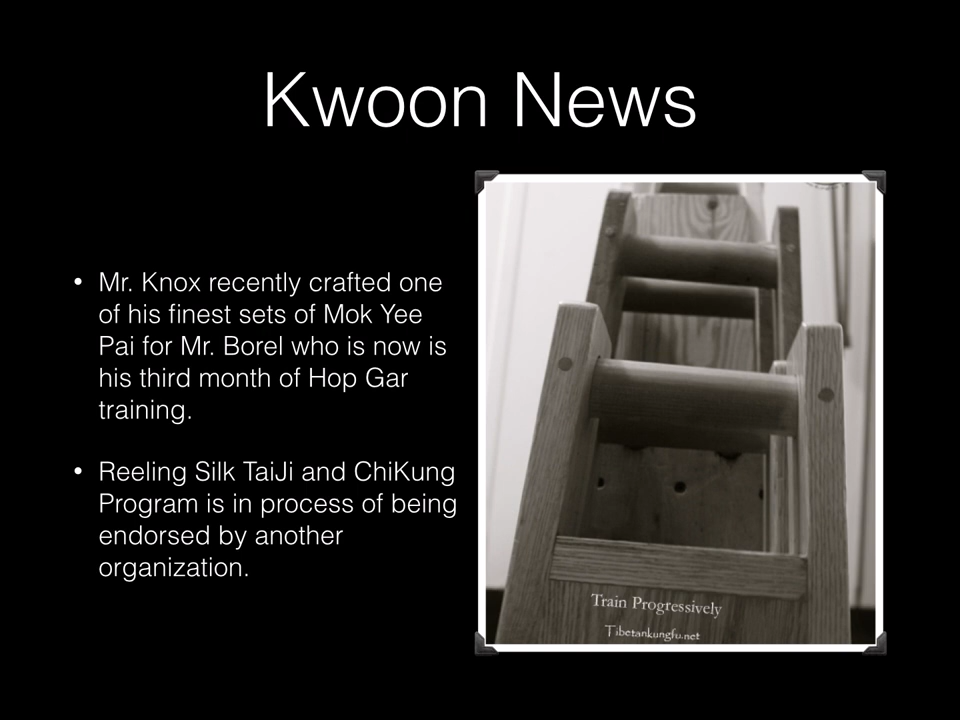 Kwoon News
• Mr. Knox recently crafted one
of his finest sets of Mok Yee
Pai for Mr. Borel who is now is
his third month of Hop Gar
training.
• Reeling Silk TaiJi and ChiKung
Program is in process of being
endorsed by another
organization.
Train Progressively
Tibetankungfu.net